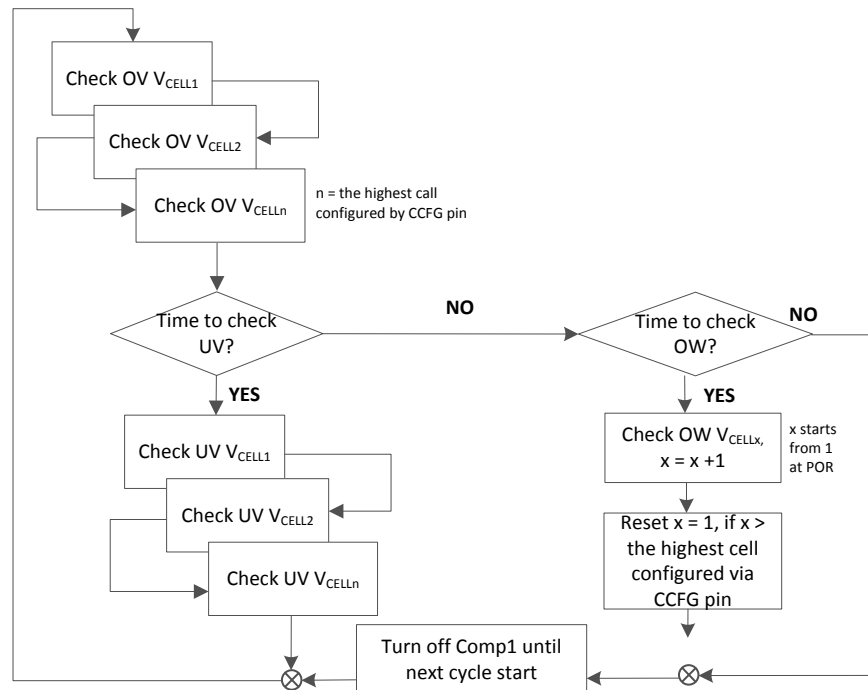 Check OV VCELL1
Check OV VCELL2
Check OV VCELLn
n = the highest call
configured by CCFG pin
Time to check
UV?
NO
Time to check
OW?
NO
YES
YES
Check UV VCELL1
Check UV VCELL2
Check UV VCELLn
Check OW VCELLx,
x = x +1
x starts
from 1
at POR
Reset x = 1, if x >
the highest cell
configured via
CCFG pin
Turn off Comp1 until
next cycle start